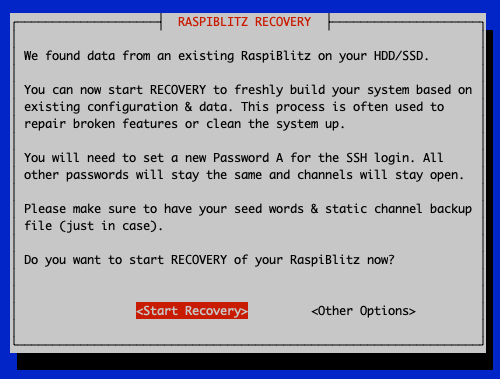 RASPIBLITZ RECOVERY
We found data from an existing RaspiBlitz on your HDD/SSD.
You can now start RECOVERY to freshly build your system based on
existing configuration & data. This process is often used to
repair broken features or clean the system up.
You will need to set a new Password A for the SSH login. All
other passwords will stay the same and channels will stay open.
Please make sure to have your seed words & static channel backup
file (just in case).
Do you want to start RECOVERY of your RaspiBlitz now?
<Start Recovery> <Other Options>